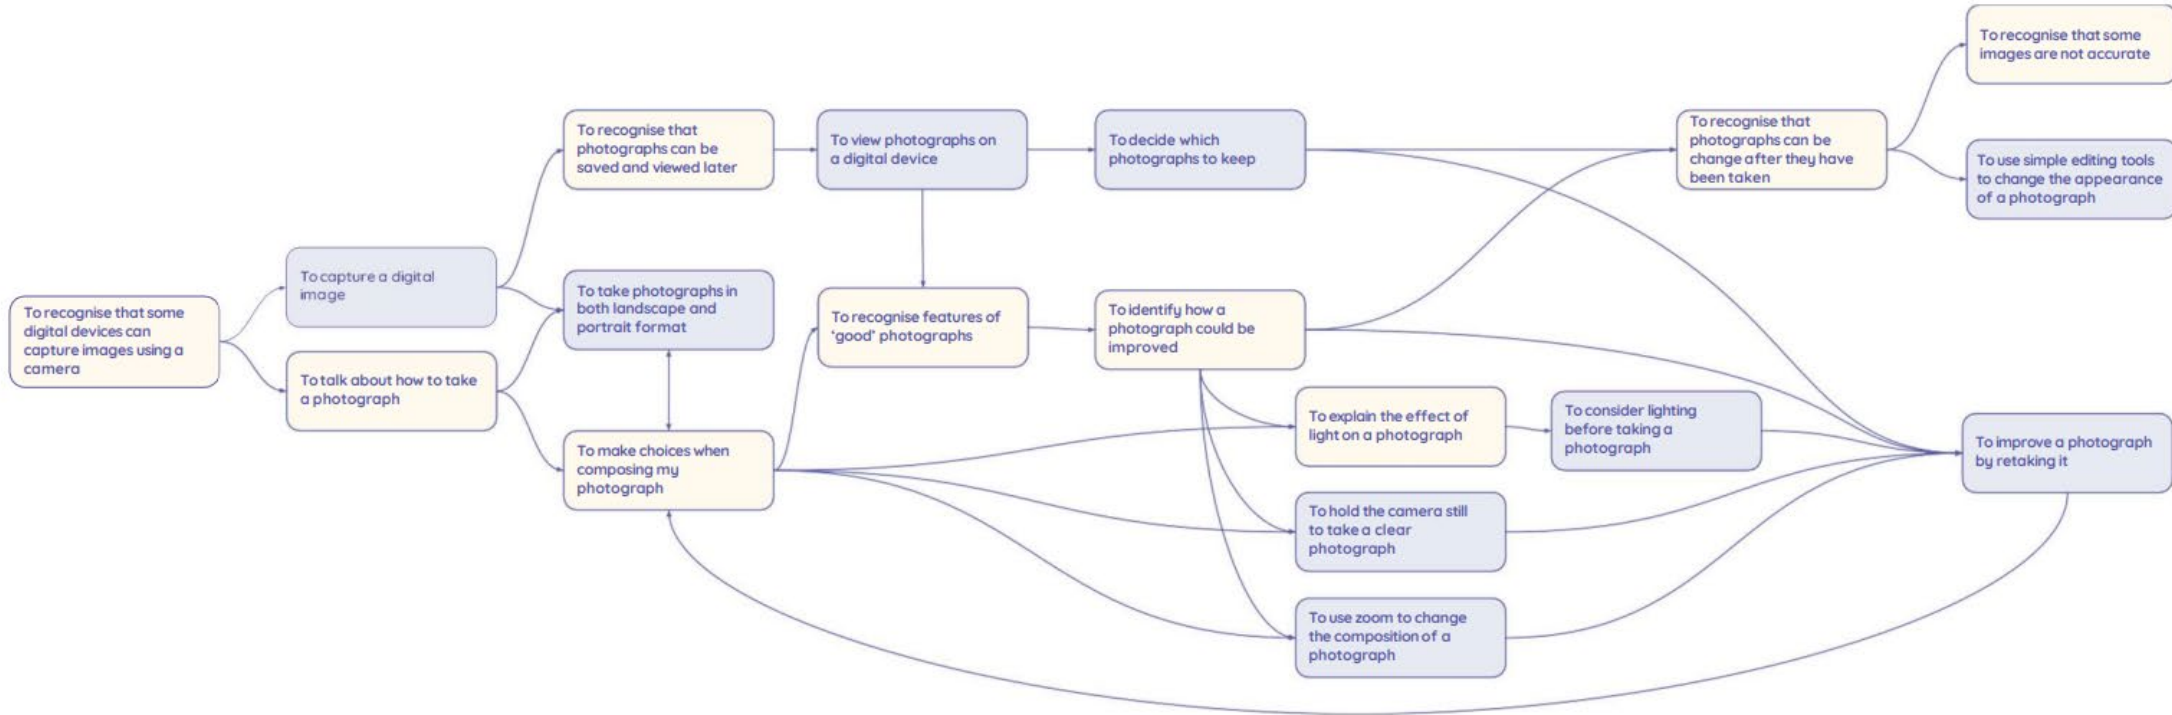 To recognise that some
digital devices can
capture images using a
camera
To capture a digital
image
To talk about how to take
a photograph
To recognise that
photographs can be
saved and viewed later
To take photographs in
both landscape and
portrait format
To make choices when
composing my
photograph
To view photographs on
a digital device
To recognise features of
‘good’ photographs
To decide which
photographs to keep
To identify how a
photograph could be
improved
To explain the effect of
light on a photograph
To hold the camera still
to take a clear
photograph
To use zoom to change
the composition of a
photograph
To consider lighting
before taking a
photograph
To recognise that
photographs can be
change after they have
been taken
To recognise that some
images are not accurate
To use simple editing tools
to change the appearance
of a photograph
To improve a photograph
by retaking it